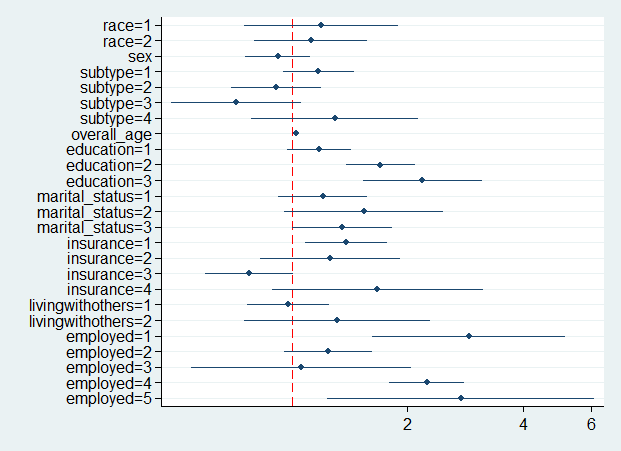 race=1
race=2
sex
subtype=1
subtype=2
subtype=3
subtype=4
overall_age
education=1
education=2
education=3
marital_status=1
marital_status=2
marital_status=3
insurance=1
insurance=2
insurance=3
insurance=4
livingwithothers=1
livingwithothers=2
employed=1
employed=2
employed=3
employed=4
employed=5
2 4 6